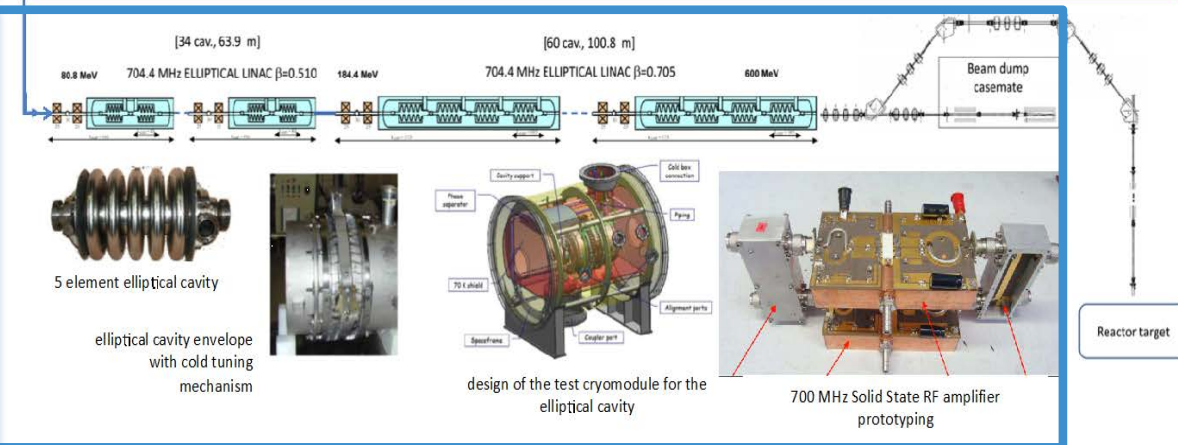 [34 cav., 63.9 m]
[60 cav., 100.8 m]
80.8 MeV
704.4 MHz ELLIPTICAL LINAC β=0.510
184.4 MeV
704.4 MHz ELLIPTICAL LINAC β=0.705
600 MeV
Beam dump
casemate
Cavity support
Cold box
connection
Phase
separator
Piping
70 K shield
Alignment ports
Spaceframe
Coupler port
5 element elliptical cavity
elliptical cavity envelope
with cold tuning
mechanism
design of the test cryomodule for the
elliptical cavity
700 MHz Solid State RF amplifier
prototyping
Reactor target